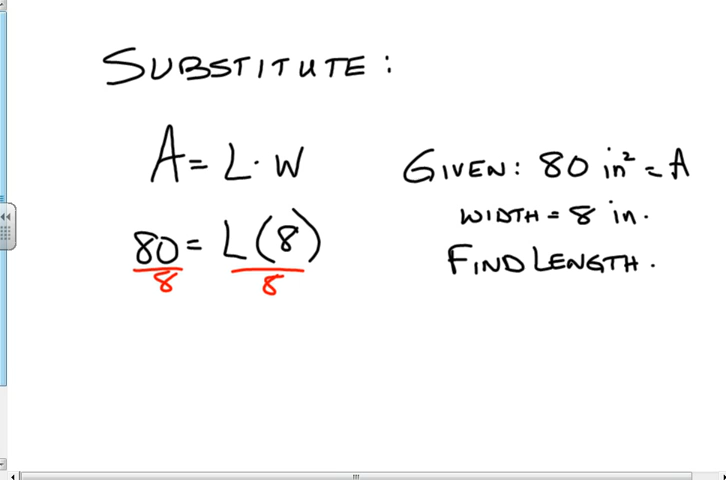 SUBSTITUTE:
A = L · W
80 = L (8)
8 8
GIVEN: 80 in² = A
WIDTH = 8 in.
FIND LENGTH.